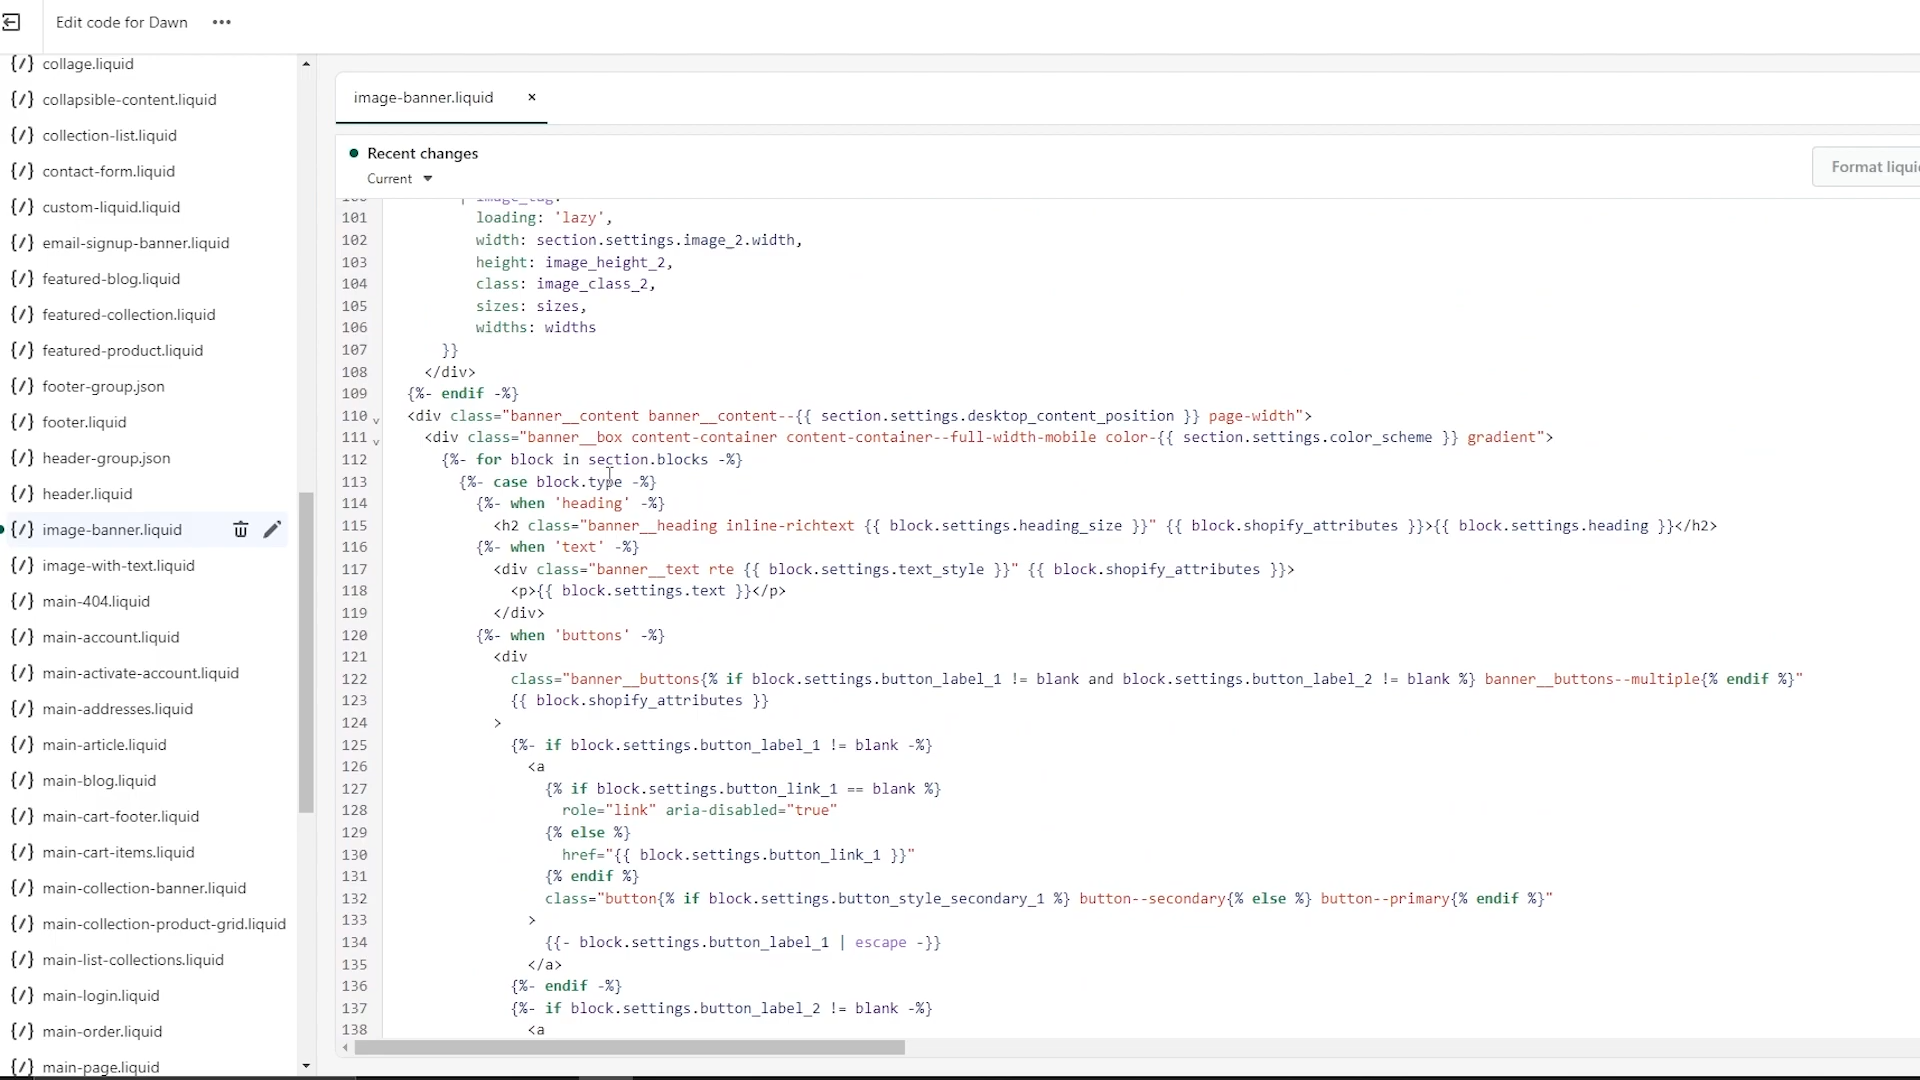 Edit code for Dawn
{/} collage.liquid
{/} collapsible-content.liquid
{/} collection-list.liquid
{/} contact-form.liquid
{/} custom-liquid.liquid
{/} email-signup-banner.liquid
{/} featured-blog.liquid
{/} featured-collection.liquid
{/} featured-product.liquid
{/} footer-group.json
{/} footer.liquid
{/} header-group.json
{/} header.liquid
{/} image-banner.liquid
{/} image-with-text.liquid
{/} main-404.liquid
{/} main-account.liquid
{/} main-activate-account.liquid
{/} main-addresses.liquid
{/} main-article.liquid
{/} main-blog.liquid
{/} main-cart-footer.liquid
{/} main-cart-items.liquid
{/} main-collection-banner.liquid
{/} main-collection-product-grid.liquid
{/} main-list-collections.liquid
{/} main-login.liquid
{/} main-order.liquid
{/} main-page.liquid
image-banner.liquid ×
Recent changes
Current
Format
101 loading: 'lazy',
102 width: section.settings.image_2.width,
103 height: image_height_2,
104 class: image_class_2,
105 sizes: sizes,
106 widths: widths
107 }}
108 </div>
109 {%- endif -%}
110 <div class="banner__content banner__content--{{ section.settings.desktop_content_position }} page-width">
111 <div class="banner__box content-container content-container--full-width-mobile color-{{ section.settings.color_scheme }} gradient">
112 {%- for block in section.blocks -%}
113 {%- case block.type -%}
114 {%- when 'heading' -%}
115 <h2 class="banner__heading inline-richtext {{ block.settings.heading_size }}" {{ block.shopify_attributes }}>{{ block.settings.heading }}</h2>
116 {%- when 'text' -%}
117 <div class="banner__text rte {{ block.settings.text_style }}" {{ block.shopify_attributes }}>
118 <p>{{ block.settings.text }}</p>
119 </div>
120 {%- when 'buttons' -%}
121 <div
122 class="banner__buttons{% if block.settings.button_label_1 != blank and block.settings.button_label_2 != blank %} banner__buttons--multiple{% endif %}"
123 {{ block.shopify_attributes }}
124 >
125 {%- if block.settings.button_label_1 != blank -%}
126 <a
127 {% if block.settings.button_link_1 == blank %}
128 role="link" aria-disabled="true"
129 {% else %}
130 href="{{ block.settings.button_link_1 }}"
131 {% endif %}
132 class="button{% if block.settings.button_style_secondary_1 %} button--secondary{% else %} button--primary{% endif %}"
133 >
134 {{- block.settings.button_label_1 | escape -}}
135 </a>
136 {%- endif -%}
137 {%- if block.settings.button_label_2 != blank -%}
138 <a